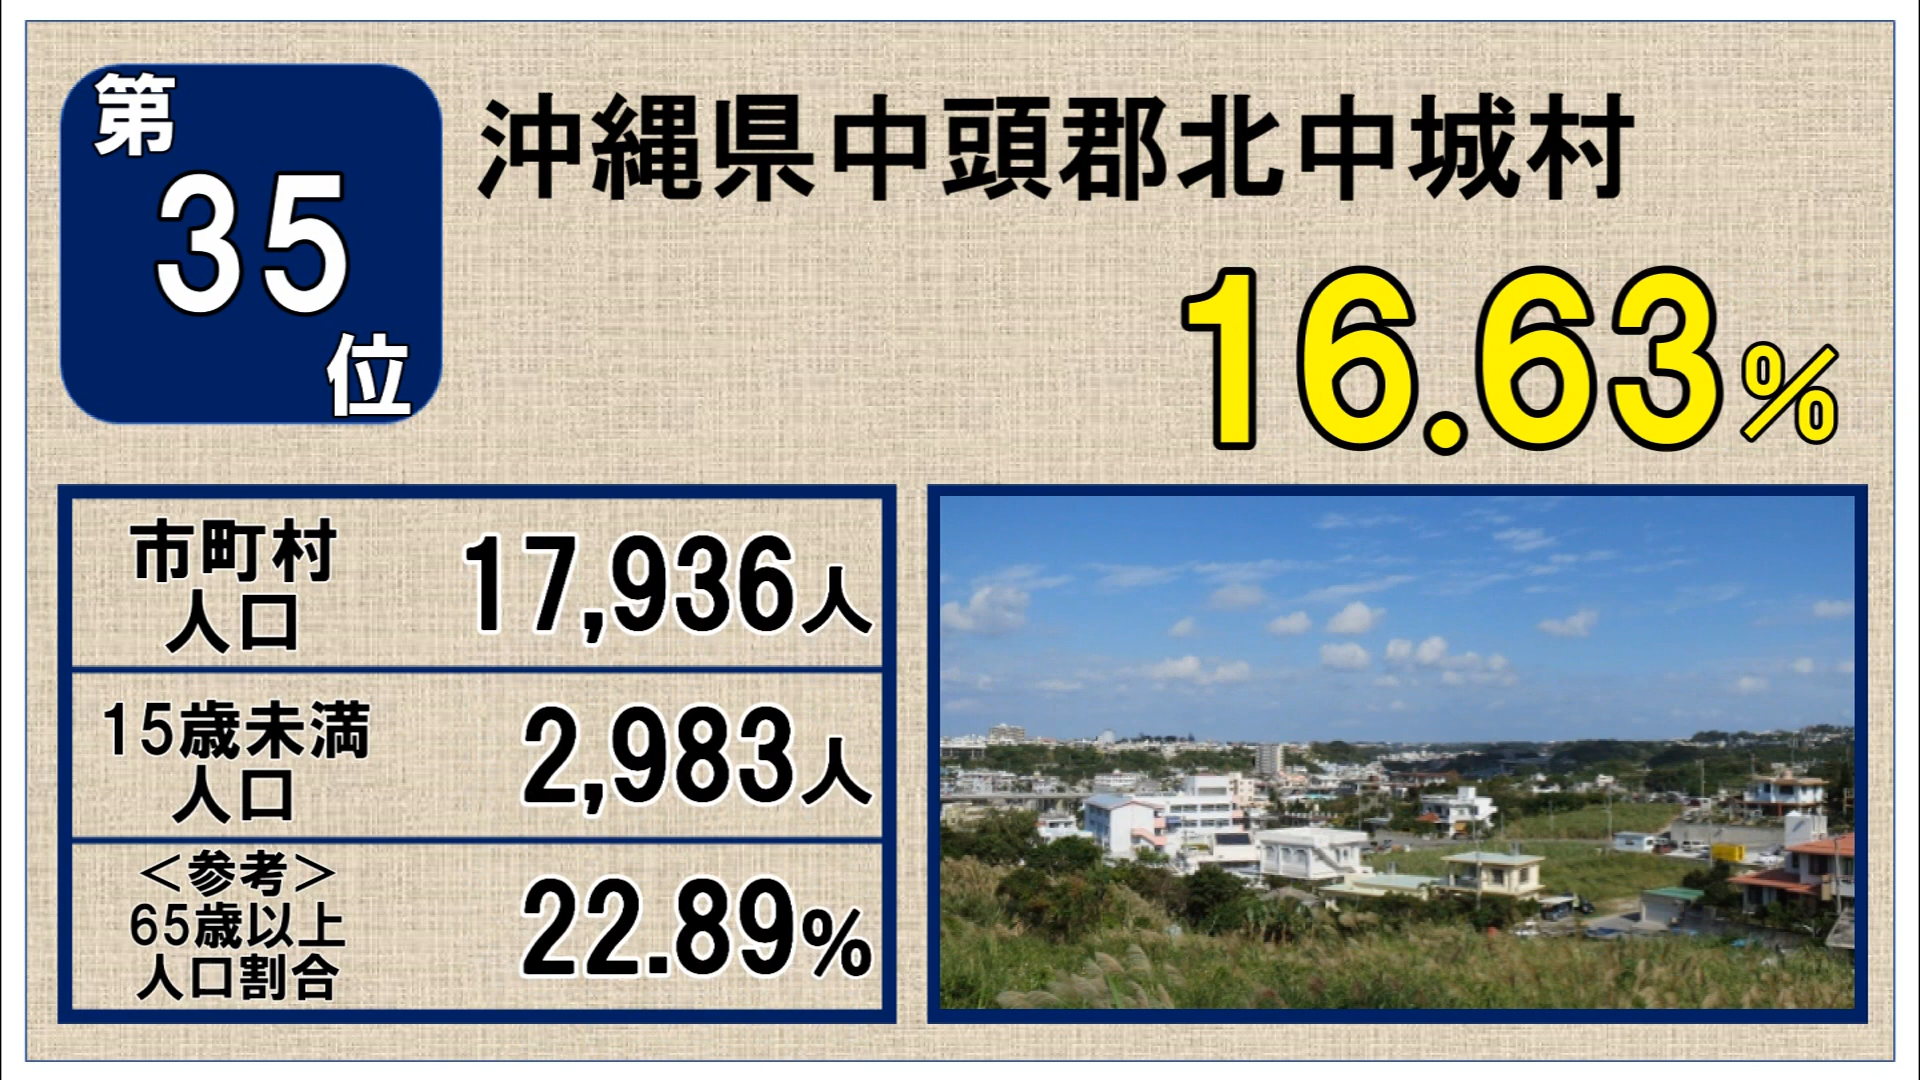 第
35
位
沖縄県中頭郡北中城村
16.63%
市町村
人口
17,936人
15歳未満
人口
2,983人
＜参考＞
65歳以上
人口割合
22.89%